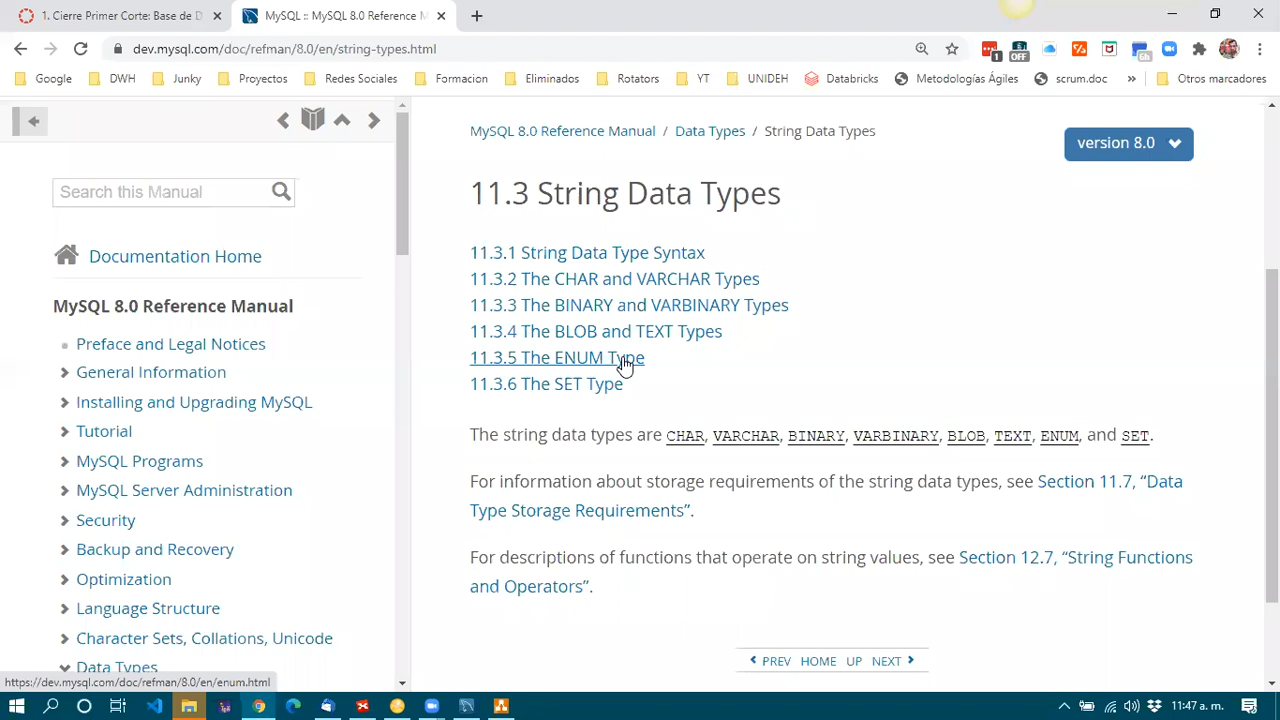 1. Cierre Primer Corte: Base de D
MySQL :: MySQL 8.0 Reference M
dev.mysql.com/doc/refman/8.0/en/string-types.html
1
OFF
6h
Google
DWH
Junky
Proyectos
Redes Sociales
Formacion
Eliminados
Rotators
YT
UNIDEH
Databricks
Metodologías Ágiles
scrum.doc
»
Otros marcadores
Search this Manual
Documentation Home
MySQL 8.0 Reference Manual
Preface and Legal Notices
General Information
Installing and Upgrading MySQL
Tutorial
MySQL Programs
MySQL Server Administration
Security
Backup and Recovery
Optimization
Language Structure
Character Sets, Collations, Unicode
Data Types
https://dev.mysql.com/doc/refman/8.0/en/enum.html
MySQL 8.0 Reference Manual / Data Types / String Data Types
version 8.0
11.3 String Data Types
11.3.1 String Data Type Syntax
11.3.2 The CHAR and VARCHAR Types
11.3.3 The BINARY and VARBINARY Types
11.3.4 The BLOB and TEXT Types
11.3.5 The ENUM Type
11.3.6 The SET Type
The string data types are CHAR, VARCHAR, BINARY, VARBINARY, BLOB, TEXT, ENUM, and SET.
For information about storage requirements of the string data types, see Section 11.7, “Data
Type Storage Requirements”.
For descriptions of functions that operate on string values, see Section 12.7, “String Functions
and Operators”.
PREV HOME UP NEXT
11:47 a. m.